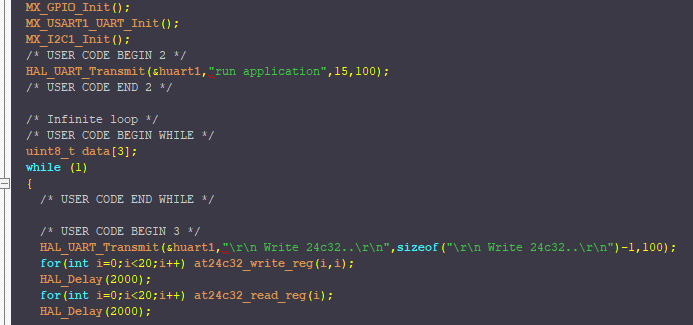 MX_GPIO_Init();
MX_USART1_UART_Init();
MX_I2C1_Init();
/* USER CODE BEGIN 2 */
HAL_UART_Transmit(&huart1,"run application",15,100);
/* USER CODE END 2 */
/* Infinite loop */
/* USER CODE BEGIN WHILE */
uint8_t data[3];
while (1)
{
/* USER CODE END WHILE */
/* USER CODE BEGIN 3 */
HAL_UART_Transmit(&huart1,"\r\n Write 24c32..\r\n",sizeof("\r\n Write 24c32..\r\n")-1,100);
for(int i=0;i<20;i++) at24c32_write_reg(i,i);
HAL_Delay(2000);
for(int i=0;i<20;i++) at24c32_read_reg(i);
HAL_Delay(2000);